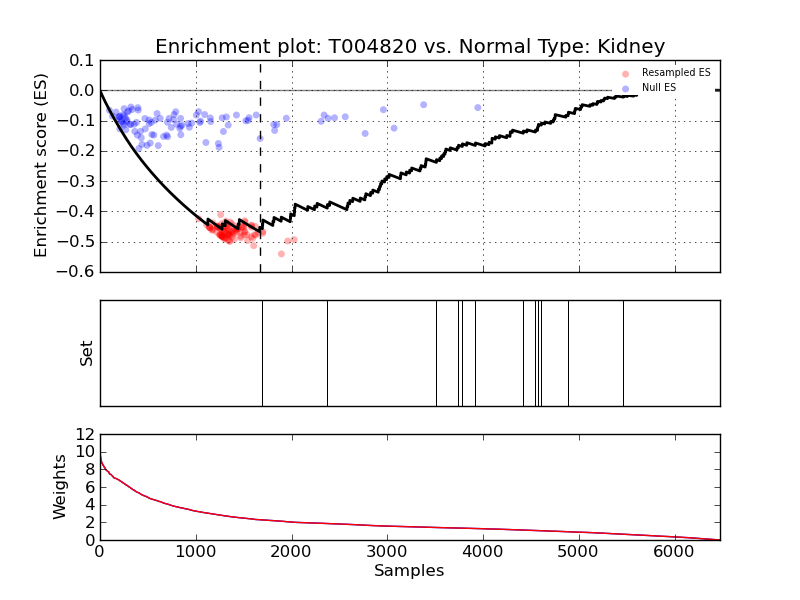 Enrichment plot: T004820 vs. Normal Type: Kidney
0.1
0.0
−0.1
−0.2
−0.3
−0.4
−0.5
−0.6
Enrichment score (ES)
Resampled ES
Null ES
Set
12
10
8
6
4
2
0
Weights
0 1000 2000 3000 4000 5000 6000
Samples